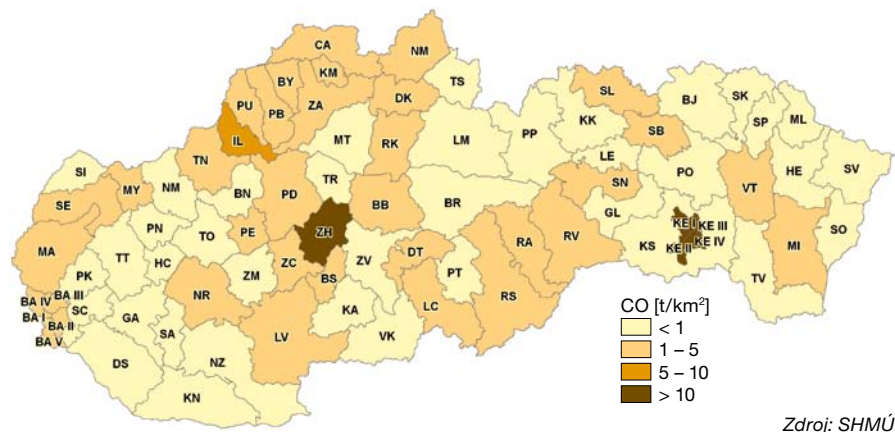 CA
NM
BY
KM
TS
PU
PB
ZA
DK
SL
BJ
SK
SP
ML
IL
MT
RK
LM
PP
KK
SB
TN
LE
PO
HE
SV
SI
MY
NM
BN
PD
TR
BB
BR
SN
VT
SE
GL
PN
TO
PE
ZH
RA
RV
KE I
KE III
SO
MA
TT
HC
ZC
ZV
DT
KS
KE II
KE IV
MI
PK
ZM
BS
PT
TV
BA IV
BA III
NR
RS
BA I
SC
GA
KA
LC
BA II
SA
LV
VK
BA V
DS
NZ
KN
CO [t/km²]
< 1
1 – 5
5 – 10
> 10
Zdroj: SHMÚ